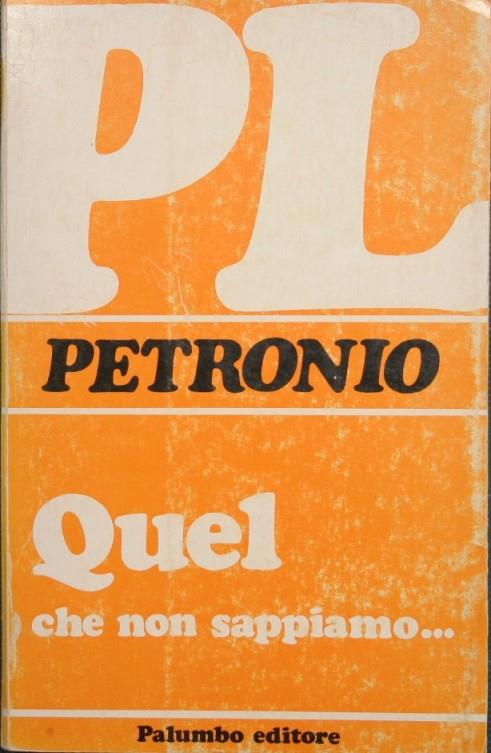 PL
PETRONIO
Quel
che non sappiamo...
Palumbo editore